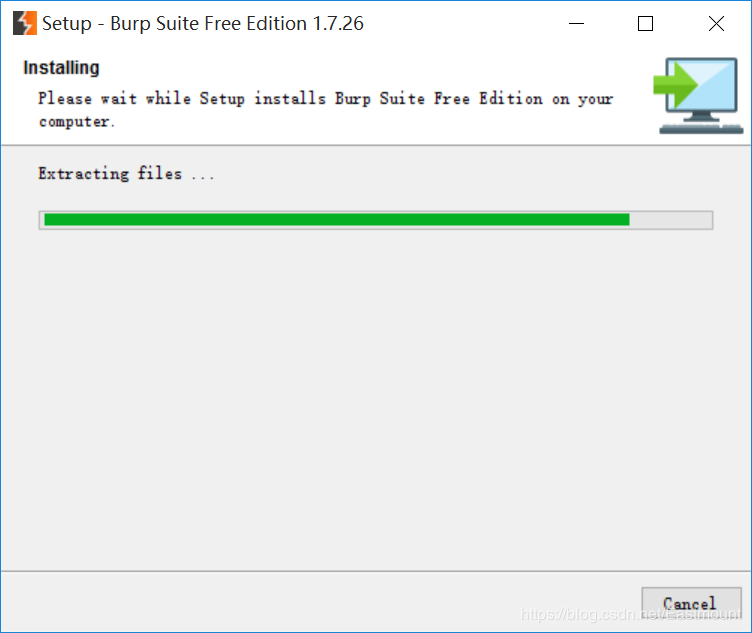 Setup - Burp Suite Free Edition 1.7.26
Installing
Please wait while Setup installs Burp Suite Free Edition on your
computer.
Extracting files ...
Cancel
https://blog.csdn.net/Eastmount